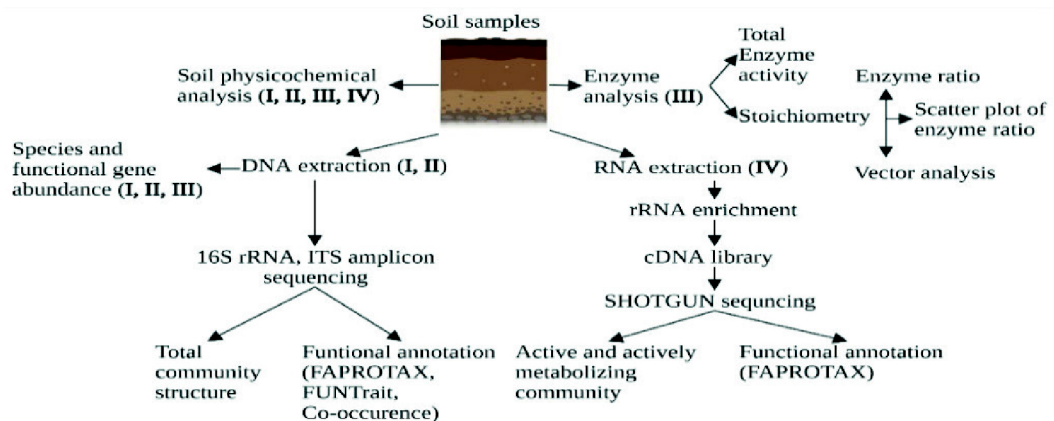 Soil samples
Soil physicochemical
analysis (I, II, III, IV)
Enzyme
analysis (III)
Total
Enzyme
activity
Stoichiometry
Enzyme ratio
Scatter plot of
enzyme ratio
Vector analysis
Species and
functional gene
abundance (I, II, III)
DNA extraction (I, II)
RNA extraction (IV)
rRNA enrichment
cDNA library
SHOTGUN sequncing
16S rRNA, ITS amplicon
sequencing
Total
community
structure
Funtional annotation
(FAPROTAX,
FUNTrait,
Co-occurence)
Active and actively
metabolizing
community
Functional annotation
(FAPROTAX)